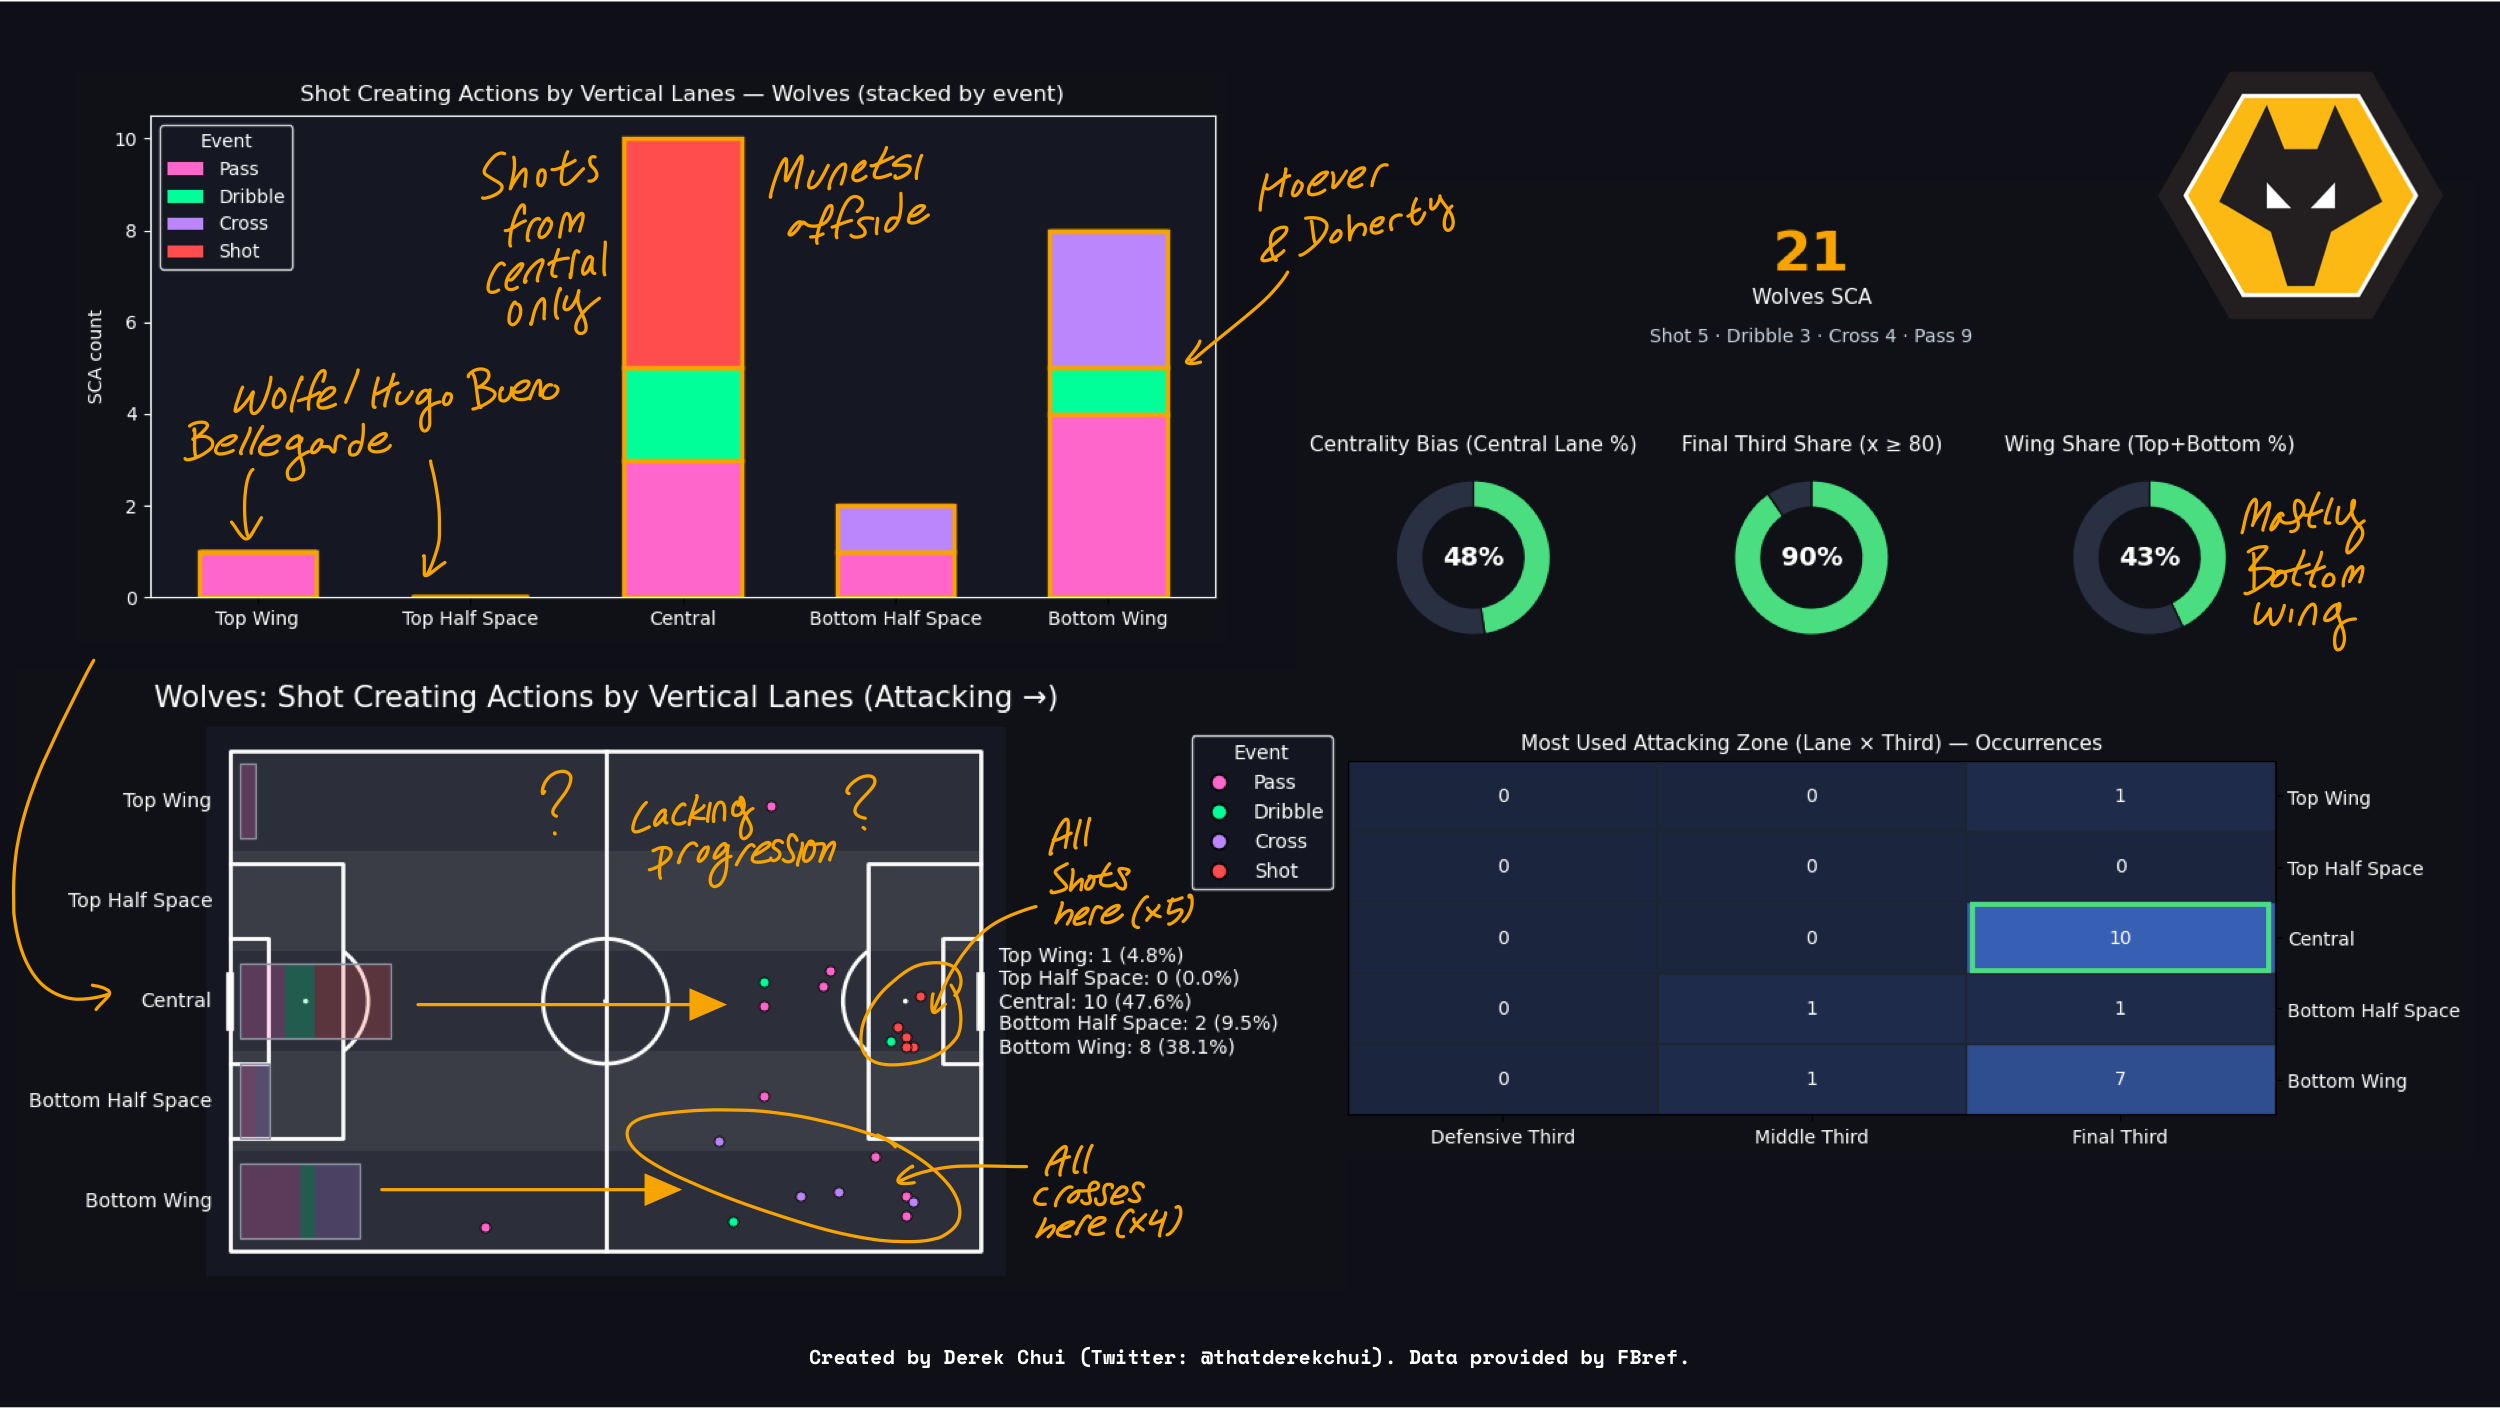 Shot Creating Actions by Vertical Lanes — Wolves (stacked by event)
SCA count
10
8
6
4
2
0
Event
Pass
Dribble
Cross
Shot
Shots
from
central
only
Munetsi
offside
Hoever
& Doherty
Wolfe/ Hugo Bueno
Bellegarde
Top Wing
Top Half Space
Central
Bottom Half Space
Bottom Wing
21
Wolves SCA
Shot 5 · Dribble 3 · Cross 4 · Pass 9
Centrality Bias (Central Lane %)
48%
Final Third Share (x ≥ 80)
90%
Wing Share (Top+Bottom %)
43%
Mostly
Bottom
wing
Wolves: Shot Creating Actions by Vertical Lanes (Attacking →)
Top Wing
Top Half Space
Central
Bottom Half Space
Bottom Wing
?
Lacking
progression
?
Event
Pass
Dribble
Cross
Shot
All
Shots
here (x5)
Top Wing: 1 (4.8%)
Top Half Space: 0 (0.0%)
Central: 10 (47.6%)
Bottom Half Space: 2 (9.5%)
Bottom Wing: 8 (38.1%)
All
crosses
here (x4)
Most Used Attacking Zone (Lane × Third) — Occurrences
0 0 1 Top Wing
0 0 0 Top Half Space
0 0 10 Central
0 1 1 Bottom Half Space
0 1 7 Bottom Wing
Defensive Third Middle Third Final Third
Created by Derek Chui (Twitter: @thatderekchui). Data provided by FBref.